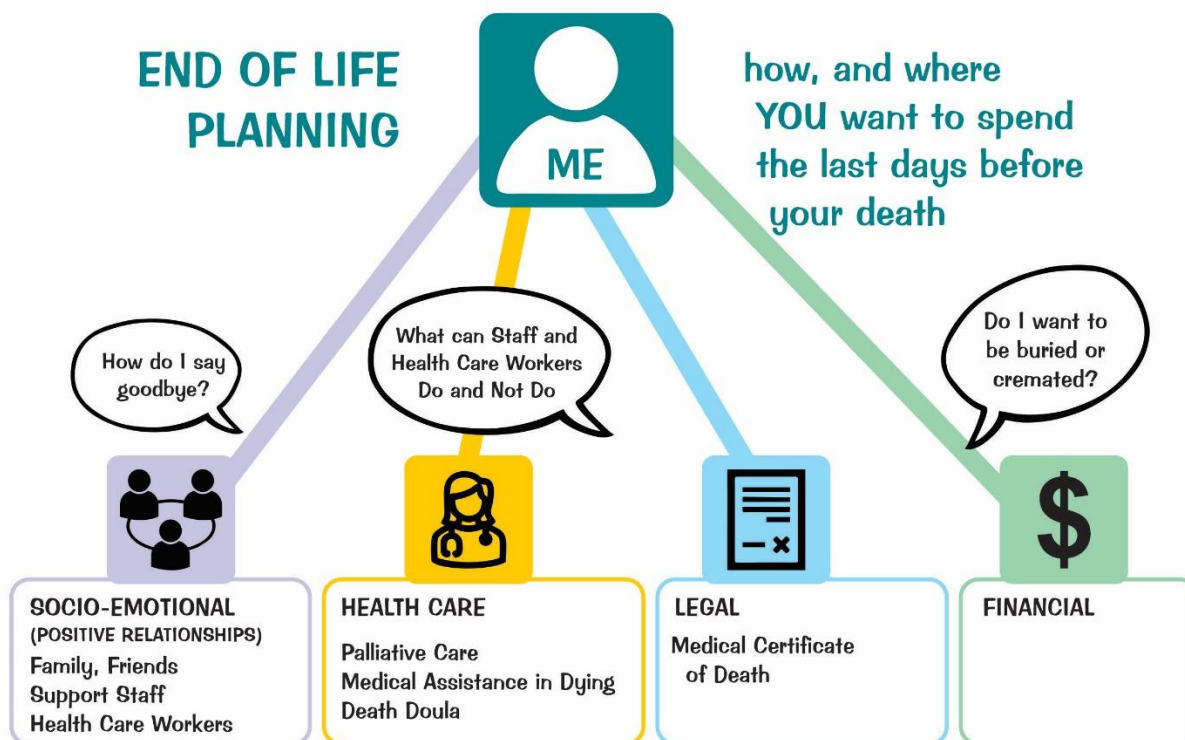 END OF LIFE
PLANNING
ME
how, and where
YOU want to spend
the last days before
your death
How do I say
goodbye?
What can Staff and
Health Care Workers
Do and Not Do
Do I want to
be buried or
cremated?
$
SOCIO-EMOTIONAL
(POSITIVE RELATIONSHIPS)
Family, Friends
Support Staff
Health Care Workers
HEALTH CARE
Palliative Care
Medical Assistance in Dying
Death Doula
LEGAL
Medical Certificate
of Death
FINANCIAL